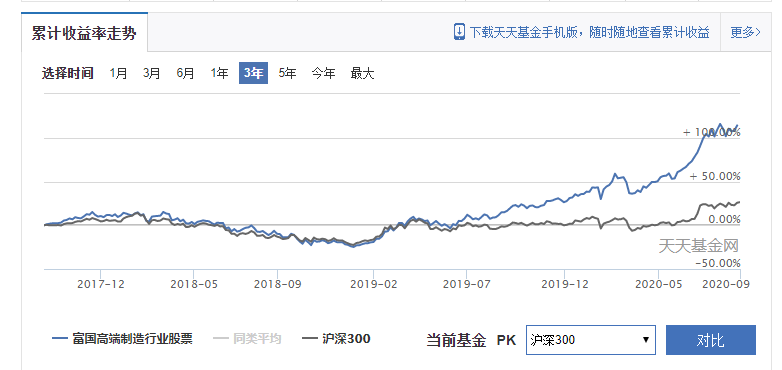 累计收益率走势
下载天天基金手机版，随时随地查看累计收益 更多>
选择时间 1月 3月 6月 1年 3年 5年 今年 最大
+ 100.00%
+ 50.00%
0.00%
天天基金网
-50.00%
2017-12 2018-05 2018-09 2019-02 2019-07 2019-12 2020-05 2020-09
富国高端制造行业股票 同类平均 沪深300 当前基金 PK 沪深300 对比